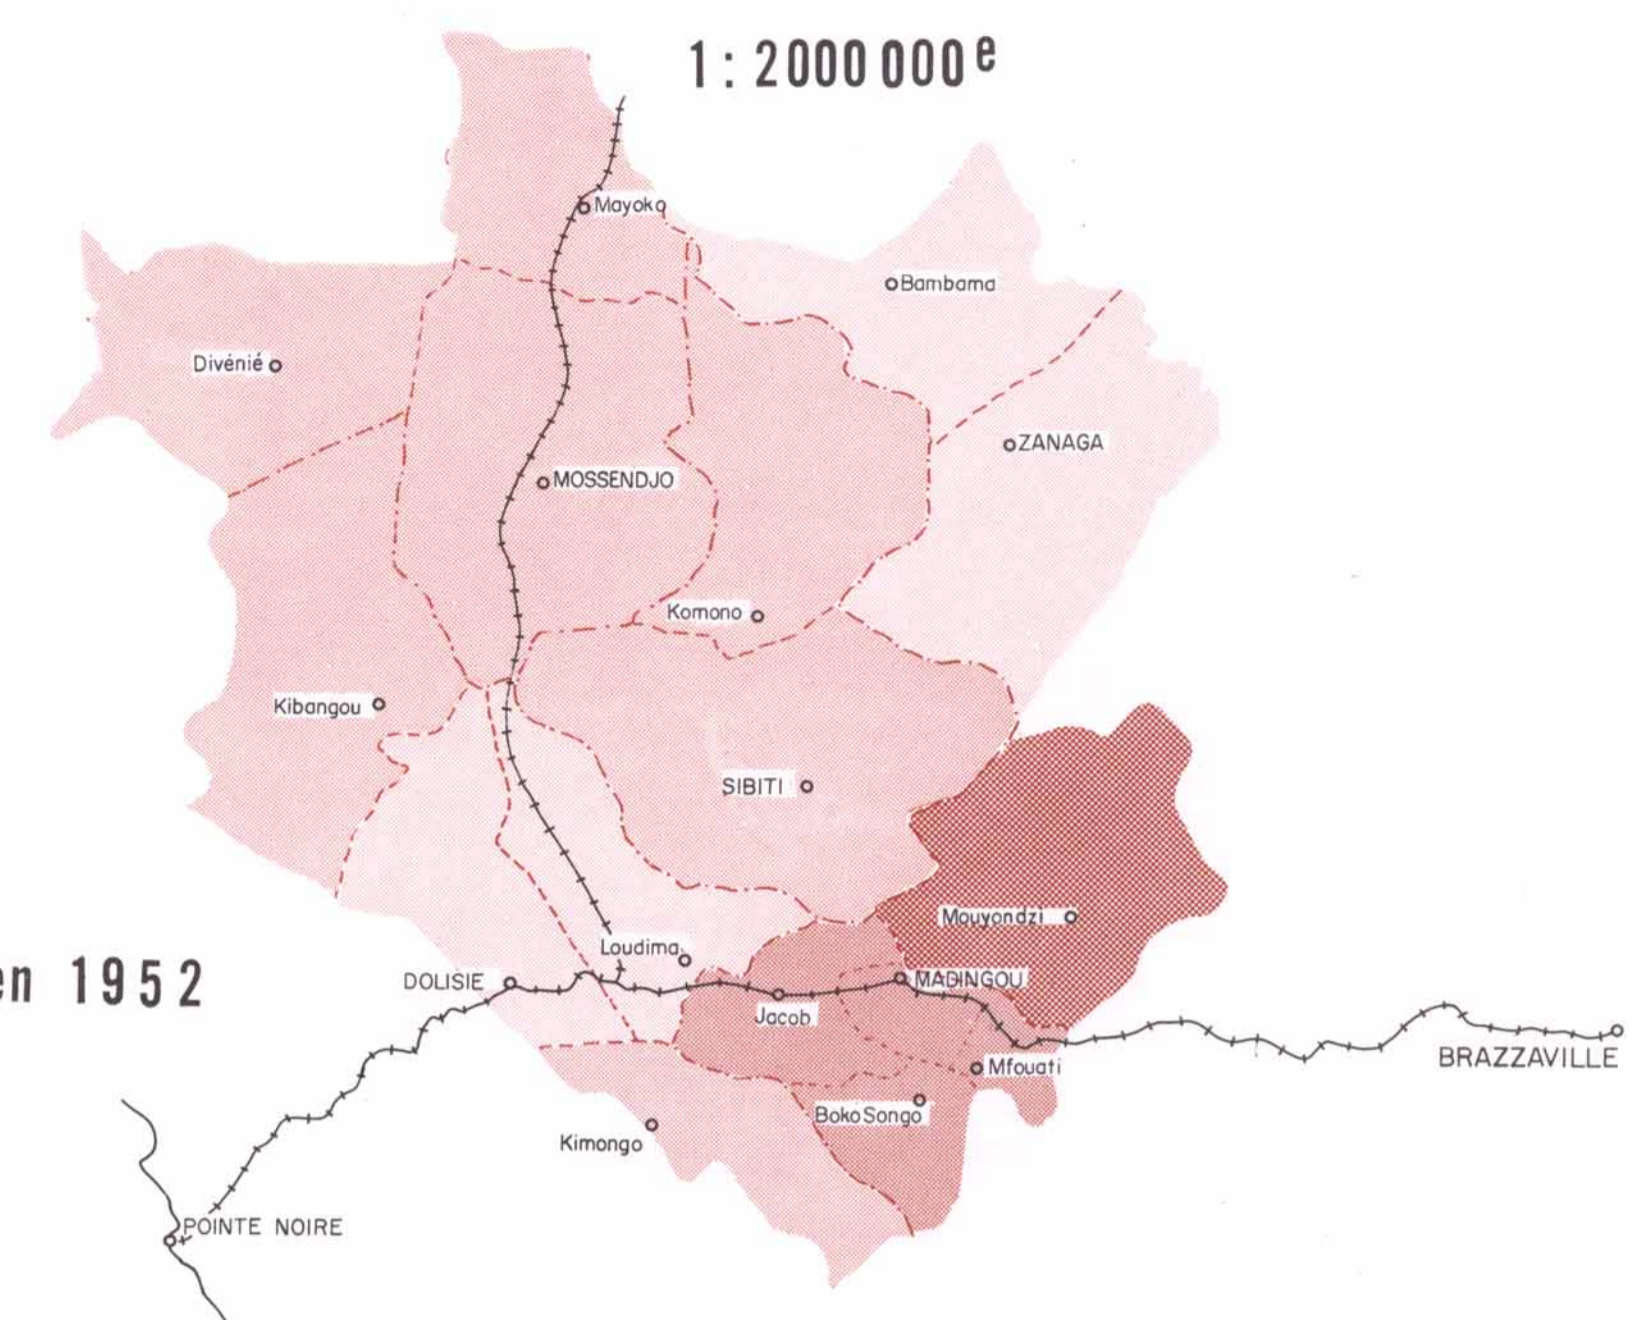 1: 2000 000e
Mayoko
Bambama
Divénié
ZANAGA
MOSSENDJO
Komono
Kibangou
SIBITI
Mouyondzi
Loudima
en 1952
DOLISIE
MADINGOU
Jacob
BRAZZAVILLE
Mfouati
Boko Songo
Kimongo
POINTE NOIRE